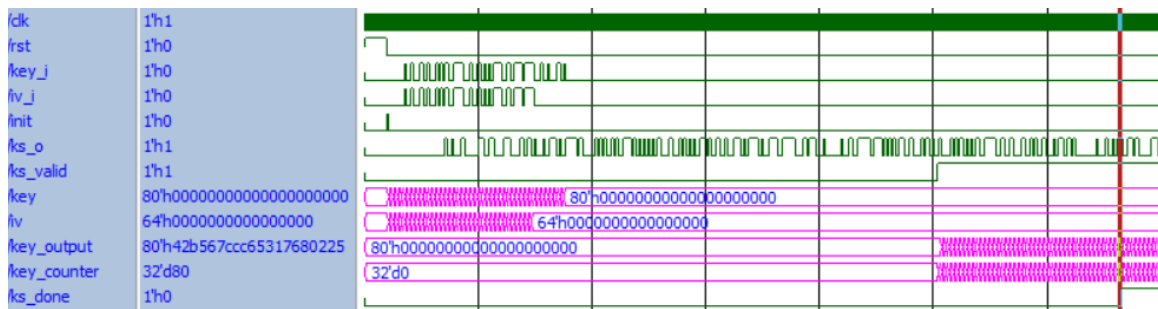 /clk 1'h1
/rst 1'h0
/key_i 1'h0
/iv_i 1'h0
/init 1'h0
/ks_o 1'h1
/ks_valid 1'h1
/key 80'h00000000000000000000 80'h00000000000000000000
/iv 64'h0000000000000000 64'h0000000000000000
/key_output 80'h42b567ccc65317680225 80'h00000000000000000000
/key_counter 32'd80 32'd0
/ks_done 1'h0